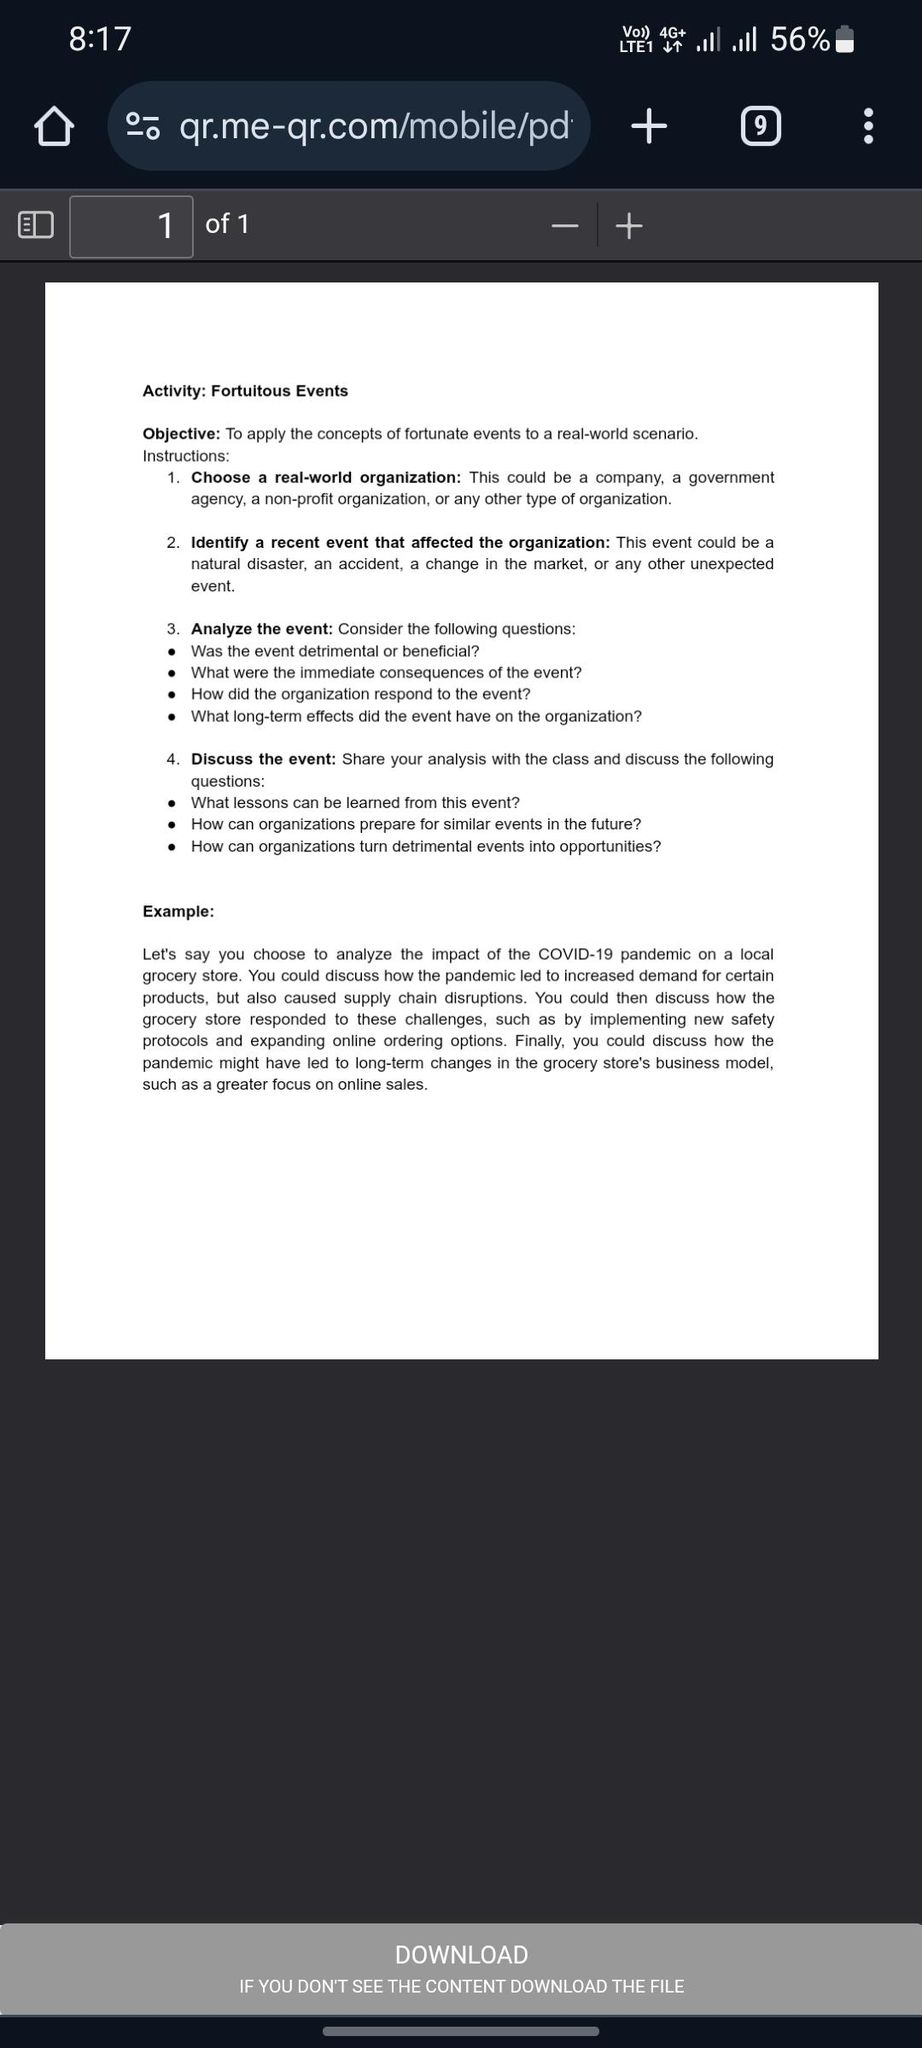 8:17
Vo)) 4G+
LTE1
56%
qr.me-qr.com/mobile/pd
9
1 of 1
Activity: Fortuitous Events
Objective: To apply the concepts of fortunate events to a real-world scenario.
Instructions:
1. Choose a real-world organization: This could be a company, a government
agency, a non-profit organization, or any other type of organization.
2. Identify a recent event that affected the organization: This event could be a
natural disaster, an accident, a change in the market, or any other unexpected
event.
3. Analyze the event: Consider the following questions:
● Was the event detrimental or beneficial?
● What were the immediate consequences of the event?
● How did the organization respond to the event?
● What long-term effects did the event have on the organization?
4. Discuss the event: Share your analysis with the class and discuss the following
questions:
● What lessons can be learned from this event?
● How can organizations prepare for similar events in the future?
● How can organizations turn detrimental events into opportunities?
Example:
Let's say you choose to analyze the impact of the COVID-19 pandemic on a local
grocery store. You could discuss how the pandemic led to increased demand for certain
products, but also caused supply chain disruptions. You could then discuss how the
grocery store responded to these challenges, such as by implementing new safety
protocols and expanding online ordering options. Finally, you could discuss how the
pandemic might have led to long-term changes in the grocery store's business model,
such as a greater focus on online sales.
DOWNLOAD
IF YOU DON'T SEE THE CONTENT DOWNLOAD THE FILE